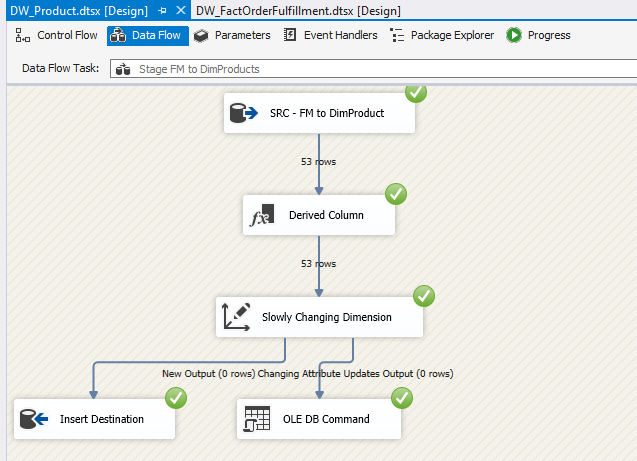 DW_Product.dtsx [Design] DW_FactOrderFulfillment.dtsx [Design]
Control Flow Data Flow Parameters Event Handlers Package Explorer Progress
Data Flow Task: Stage FM to DimProducts
SRC - FM to DimProduct
53 rows
Derived Column
53 rows
Slowly Changing Dimension
New Output (0 rows) Changing Attribute Updates Output (0 rows)
Insert Destination OLE DB Command